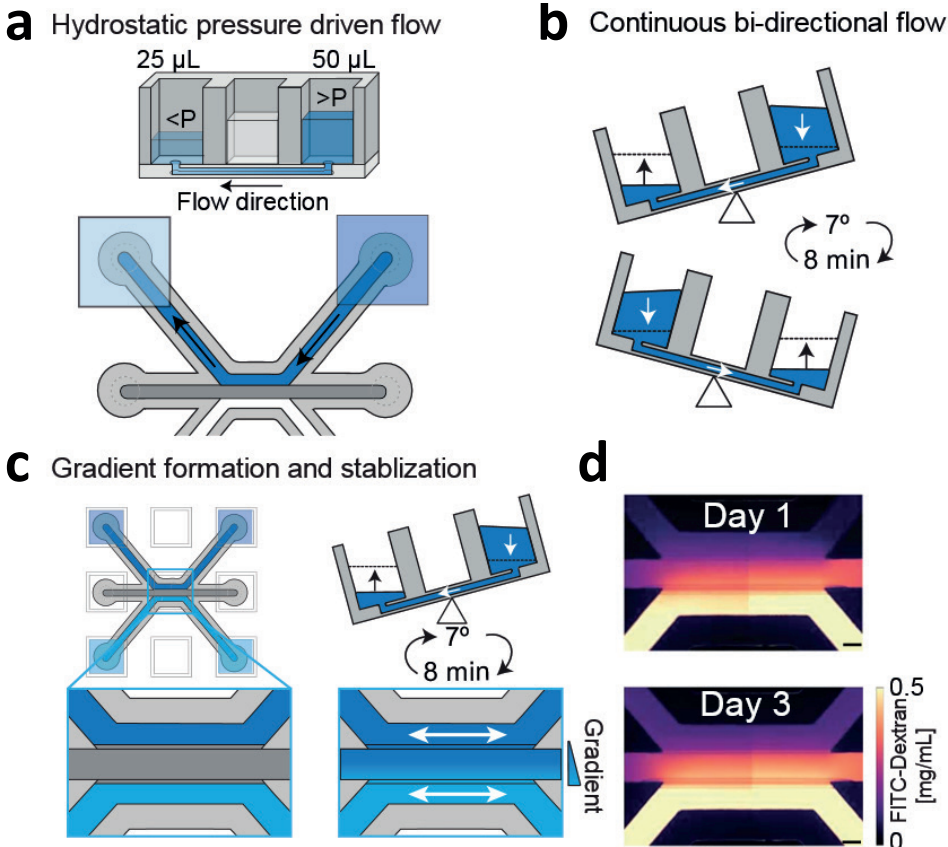 a Hydrostatic pressure driven flow
25 µL
50 µL
<P
>P
Flow direction
b Continuous bi-directional flow
7º
8 min
c Gradient formation and stablization
7º
8 min
Gradient
d
Day 1
Day 3
0.5
FITC-Dextran
[mg/mL]
0